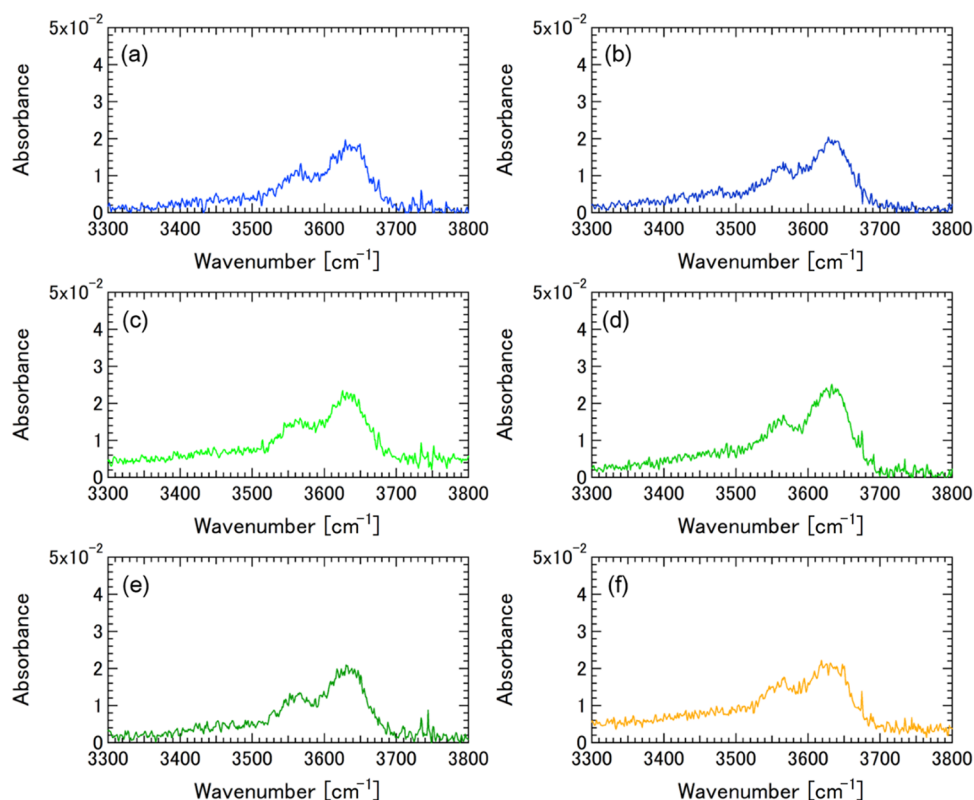 5x10⁻² (a) 5x10⁻² (b)
4 4
3 3
2 2
1 1
0 0
Absorbance Absorbance
3300 3400 3500 3600 3700 3800 3300 3400 3500 3600 3700 3800
Wavenumber [cm⁻¹] Wavenumber [cm⁻¹]
5x10⁻² (c) 5x10⁻² (d)
4 4
3 3
2 2
1 1
0 0
Absorbance Absorbance
3300 3400 3500 3600 3700 3800 3300 3400 3500 3600 3700 3800
Wavenumber [cm⁻¹] Wavenumber [cm⁻¹]
5x10⁻² (e) 5x10⁻² (f)
4 4
3 3
2 2
1 1
0 0
Absorbance Absorbance
3300 3400 3500 3600 3700 3800 3300 3400 3500 3600 3700 3800
Wavenumber [cm⁻¹] Wavenumber [cm⁻¹]